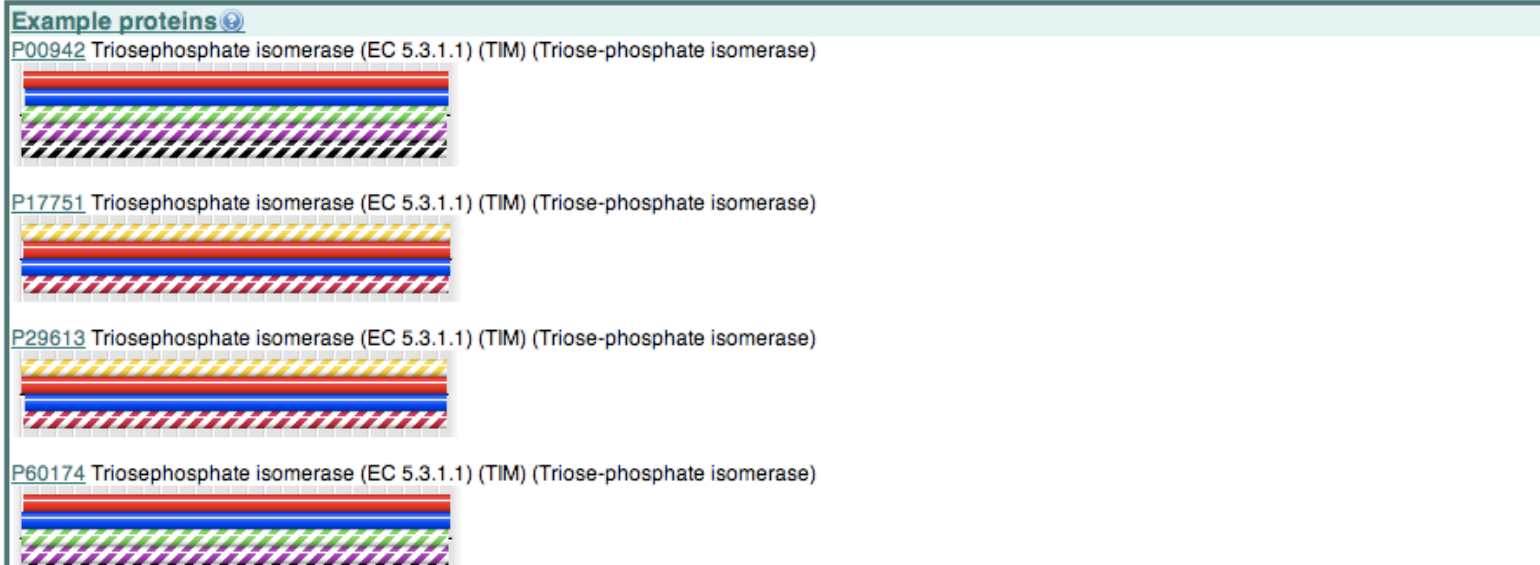 Example proteins?
P00942 Triosephosphate isomerase (EC 5.3.1.1) (TIM) (Triose-phosphate isomerase)
P17751 Triosephosphate isomerase (EC 5.3.1.1) (TIM) (Triose-phosphate isomerase)
P29613 Triosephosphate isomerase (EC 5.3.1.1) (TIM) (Triose-phosphate isomerase)
P60174 Triosephosphate isomerase (EC 5.3.1.1) (TIM) (Triose-phosphate isomerase)